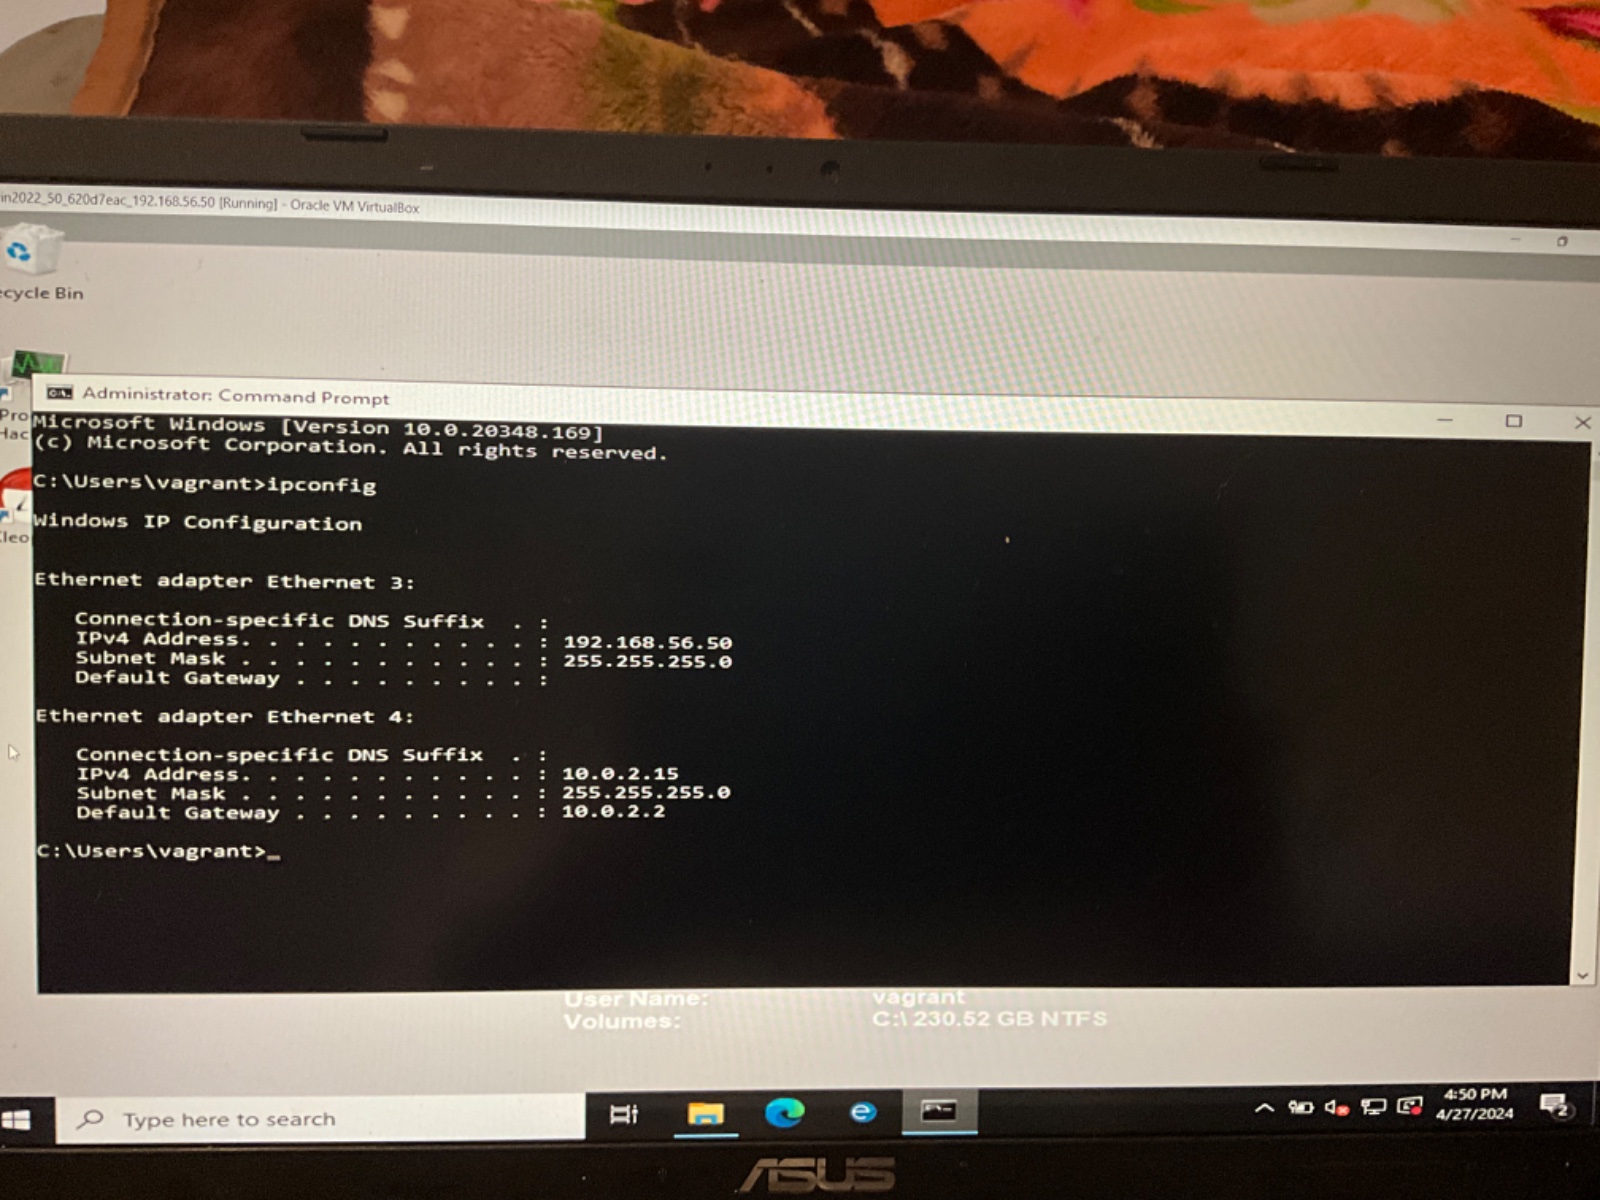 in2022_50_620d7eac_192.168.56.50 [Running] - Oracle VM VirtualBox
ecycle Bin
Pro
Hac
Cleo
Administrator: Command Prompt
Microsoft Windows [Version 10.0.20348.169]
(c) Microsoft Corporation. All rights reserved.
C:\Users\vagrant>ipconfig
Windows IP Configuration
Ethernet adapter Ethernet 3:
Connection-specific DNS Suffix . :
IPv4 Address. . . . . . . . . . . : 192.168.56.50
Subnet Mask . . . . . . . . . . . : 255.255.255.0
Default Gateway . . . . . . . . . :
Ethernet adapter Ethernet 4:
Connection-specific DNS Suffix . :
IPv4 Address. . . . . . . . . . . : 10.0.2.15
Subnet Mask . . . . . . . . . . . : 255.255.255.0
Default Gateway . . . . . . . . . : 10.0.2.2
C:\Users\vagrant>_
User Name: vagrant
Volumes: C:\ 230.52 GB NTFS
Type here to search
4:50 PM
4/27/2024
2
ASUS